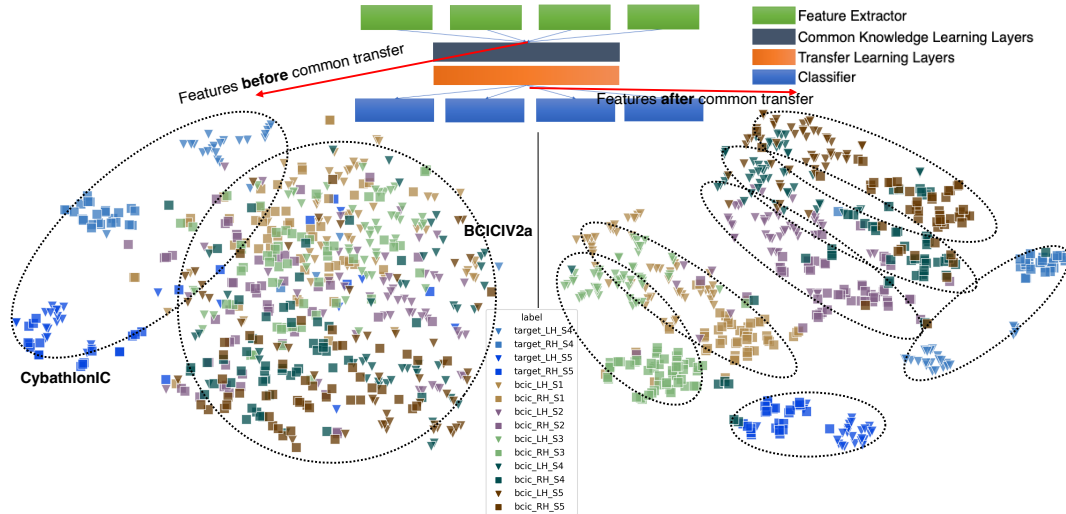 Feature Extractor
Common Knowledge Learning Layers
Transfer Learning Layers
Classifier
Features before common transfer
Features after common transfer
BCICIV2a
CybathlonIC
label
target_LH_S4
target_RH_S4
target_LH_S5
target_RH_S5
bcic_LH_S1
bcic_RH_S1
bcic_LH_S2
bcic_RH_S2
bcic_LH_S3
bcic_RH_S3
bcic_LH_S4
bcic_RH_S4
bcic_LH_S5
bcic_RH_S5